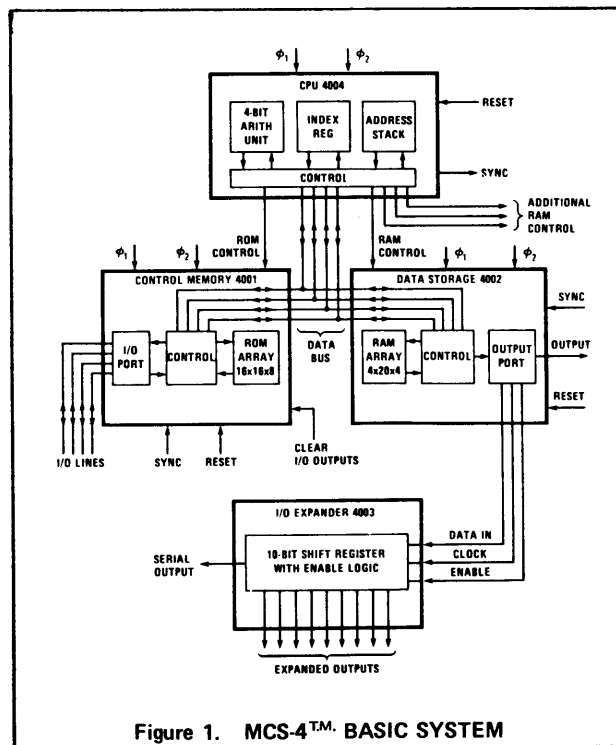 ϕ1 ϕ2
CPU 4004
4-BIT
ARITH
UNIT
INDEX
REG
ADDRESS
STACK
RESET
CONTROL
SYNC
ADDITIONAL
RAM
CONTROL
ROM
CONTROL
RAM
CONTROL
ϕ1 ϕ2
CONTROL MEMORY 4001
I/O
PORT
CONTROL
ROM
ARRAY
16x16x8
DATA
BUS
ϕ1 ϕ2
DATA STORAGE 4002
RAM
ARRAY
4x20x4
CONTROL
OUTPUT
PORT
SYNC
OUTPUT
RESET
I/O LINES
SYNC
RESET
CLEAR
I/O OUTPUTS
I/O EXPANDER 4003
10-BIT SHIFT REGISTER
WITH ENABLE LOGIC
DATA IN
CLOCK
ENABLE
SERIAL
OUTPUT
EXPANDED OUTPUTS
Figure 1. MCS-4T.M. BASIC SYSTEM